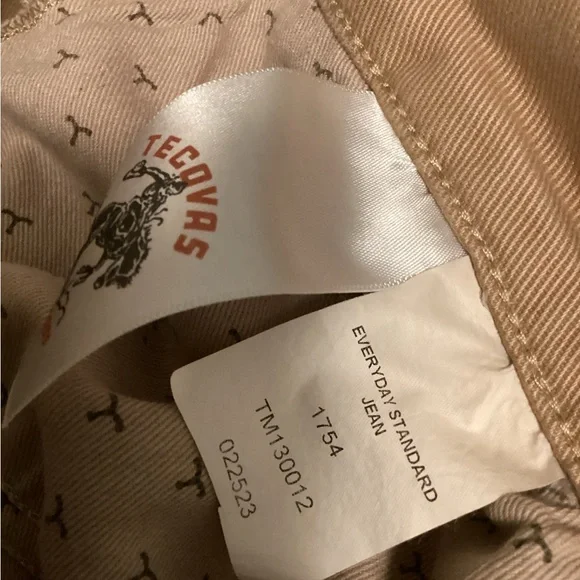 TECOVAS
EVERYDAY STANDARD
JEAN
1754
TM130012
022523